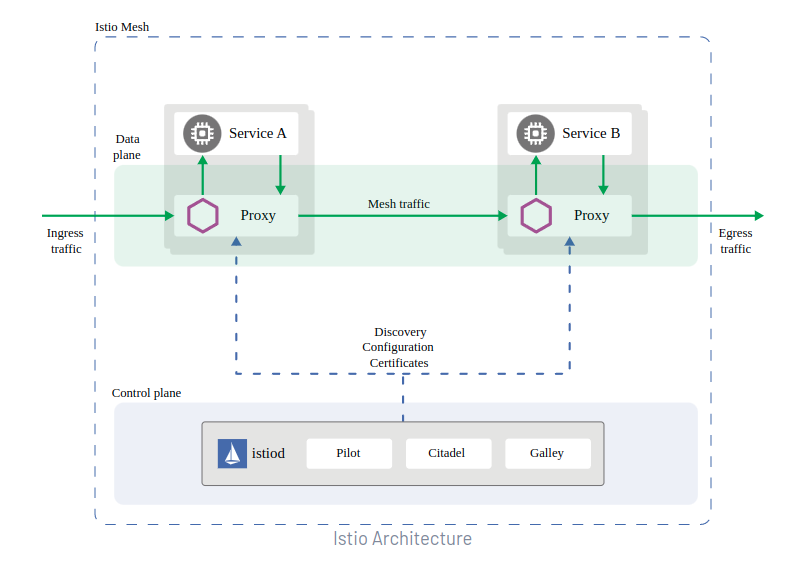 Istio Mesh
Data
plane
Service A
Service B
Proxy
Mesh traffic
Proxy
Ingress
traffic
Egress
traffic
Discovery
Configuration
Certificates
Control plane
istiod
Pilot
Citadel
Galley
Istio Architecture